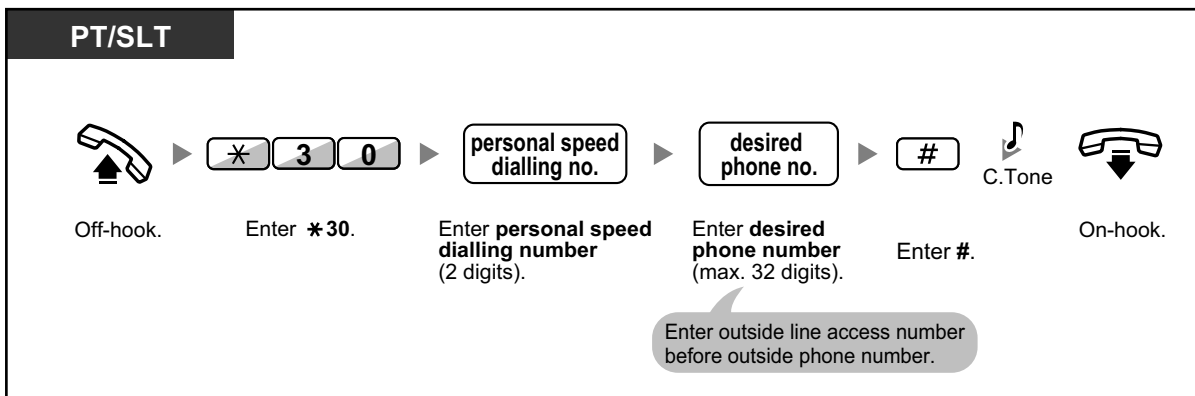 PT/SLT
* 3 0
personal speed
dialling no.
desired
phone no.
#
C.Tone
Off-hook.
Enter *30.
Enter personal speed
dialling number
(2 digits).
Enter desired
phone number
(max. 32 digits).
Enter #.
On-hook.
Enter outside line access number
before outside phone number.